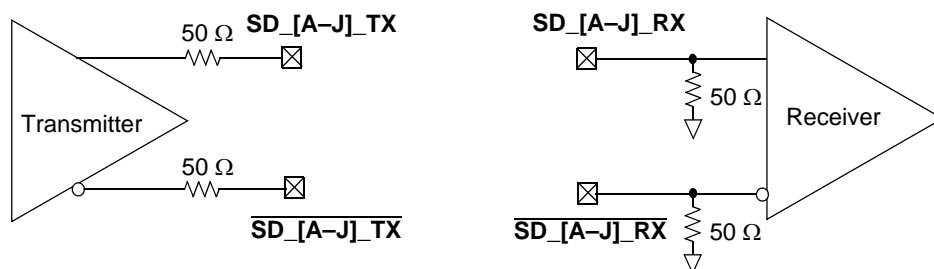 SD_[A–J]_TX
50 Ω
Transmitter
50 Ω
SD_[A–J]_TX
SD_[A–J]_RX
50 Ω
Receiver
SD_[A–J]_RX
50 Ω